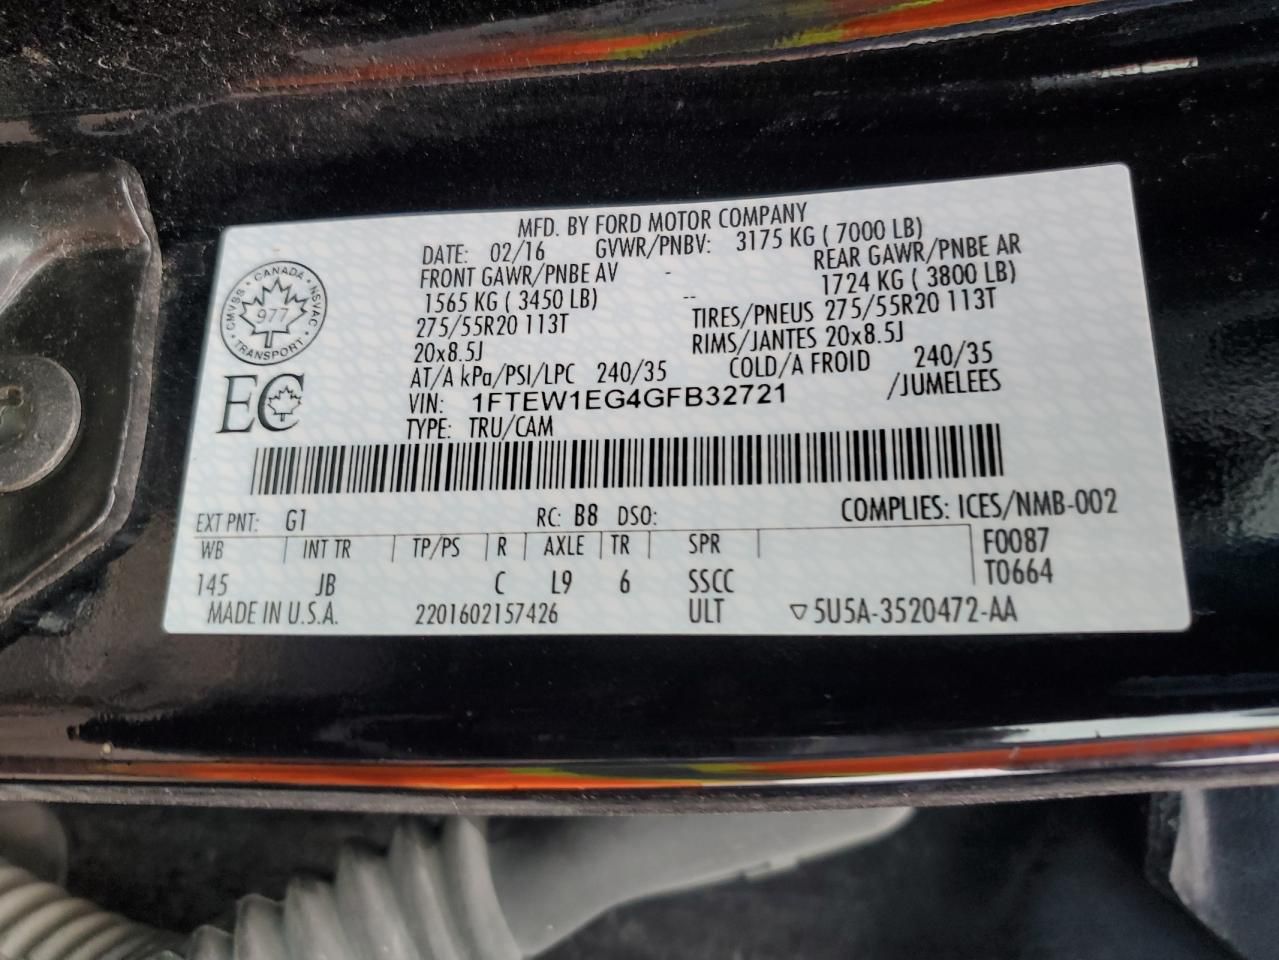 MFD. BY FORD MOTOR COMPANY
DATE: 02/16 GVWR/PNBV: 3175 KG ( 7000 LB)
FRONT GAWR/PNBE AV - REAR GAWR/PNBE AR
1565 KG ( 3450 LB) -- 1724 KG ( 3800 LB)
275/55R20 113T TIRES/PNEUS 275/55R20 113T
20x8.5J RIMS/JANTES 20x8.5J
AT/A kPa/PSI/LPC 240/35 COLD/A FROID 240/35
VIN: 1FTEW1EG4GFB32721 /JUMELEES
TYPE: TRU/CAM
CANADA
CMVSS 977 NSVAC
TRANSPORT
EC
EXT PNT: G1 RC: B8 DSO: COMPLIES: ICES/NMB-002
WB INT TR TP/PS R AXLE TR SPR F0087
145 JB C L9 6 SSCC T0664
MADE IN U.S.A. 2201602157426 ULT ▽5U5A-3520472-AA